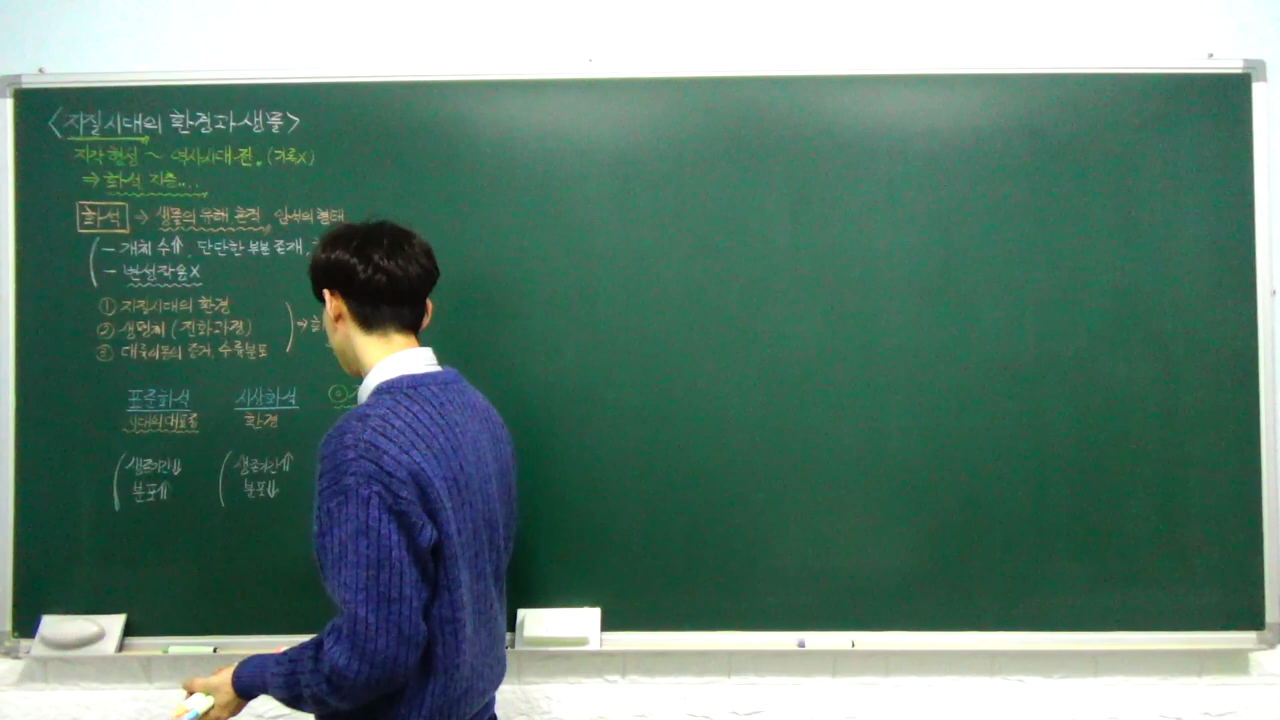 <지질시대의 환경과 생물>
지각 형성 ~ 역사시대 전. (기록X)
⇒ 화석 지층....
화석 → 생물의 유해 흔적, 암석의 형태
( - 개체 수⇑, 단단한 부분 존재,
- 변성작용X
① 지질시대의 환경
② 생명체 (진화과정) ) ⇒ 화
③ 대륙이동의 증거, 수륙분포
표준화석 시상화석
시대의 대표 환경
( 생존기간⇓ ( 생존기간⇑
분포⇑ 분포⇓